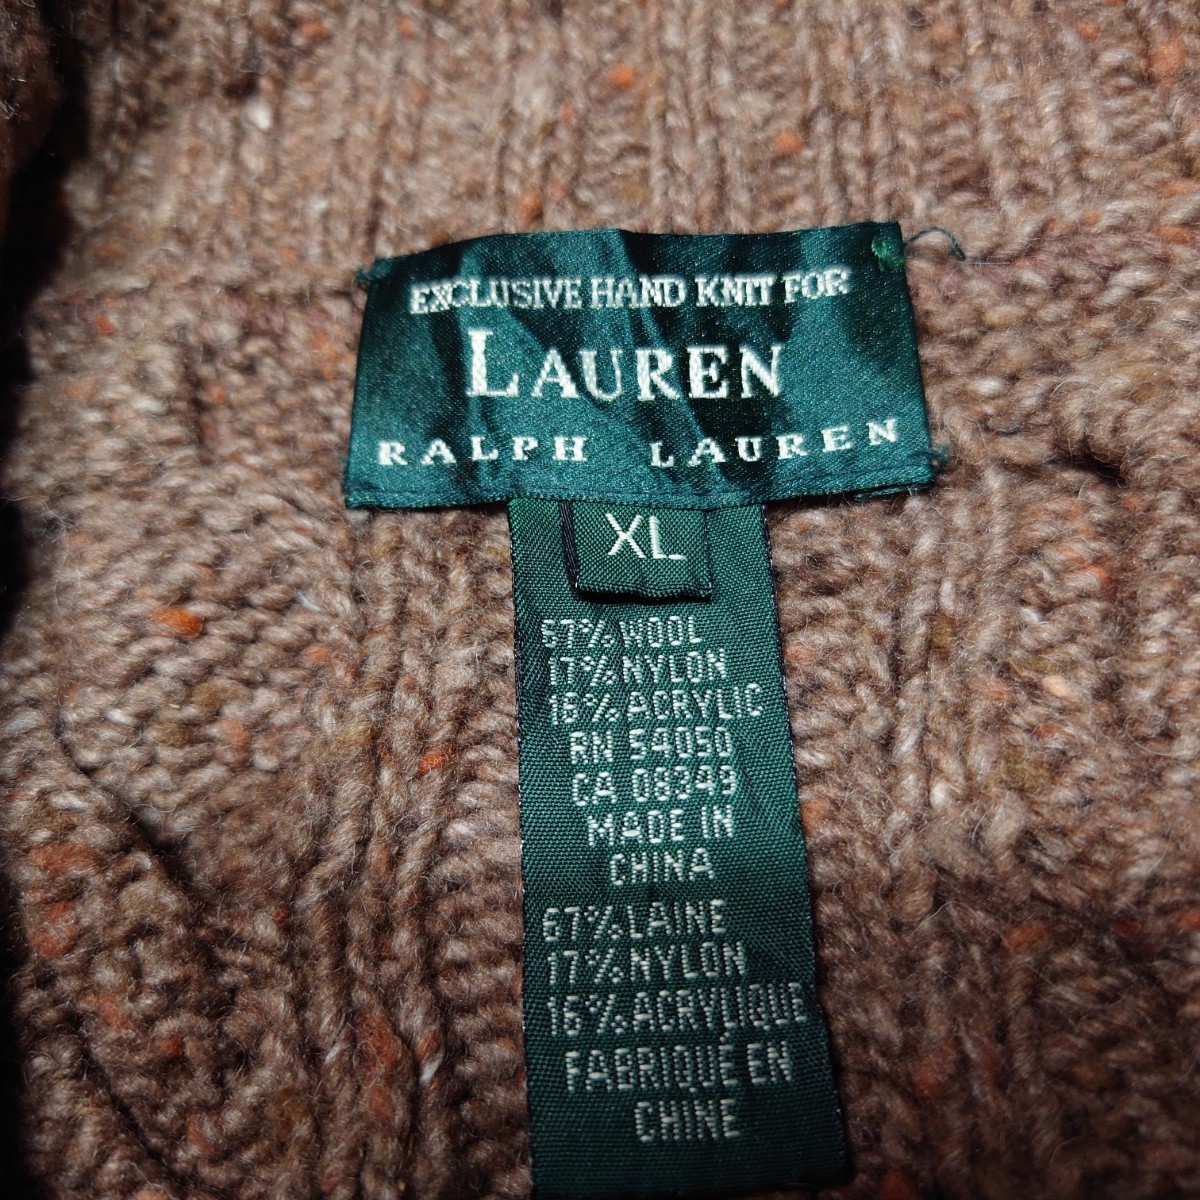 EXCLUSIVE HAND KNIT FOR
LAUREN
RALPH LAUREN
XL
67% WOOL
17% NYLON
16% ACRYLIC
RN 54050
CA 08349
MADE IN
CHINA
67% LAINE
17% NYLON
16% ACRYLIQUE
FABRIQUÉ EN
CHINE